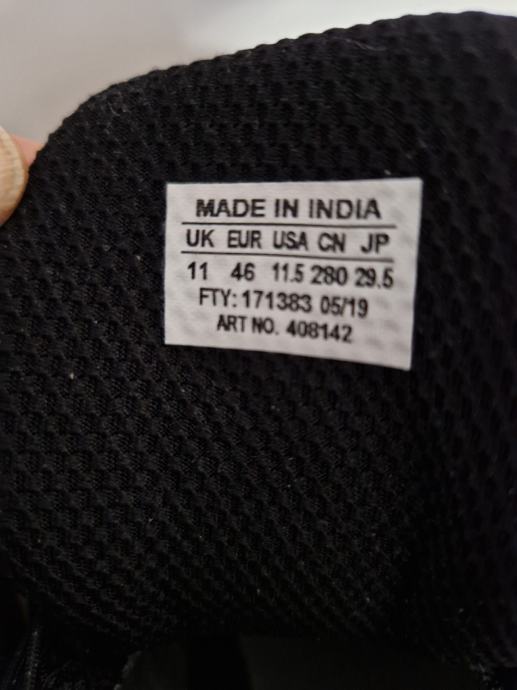 MADE IN INDIA
UK EUR USA CN JP
11 46 11.5 280 29.5
FTY: 171383 05/19
ART NO. 408142